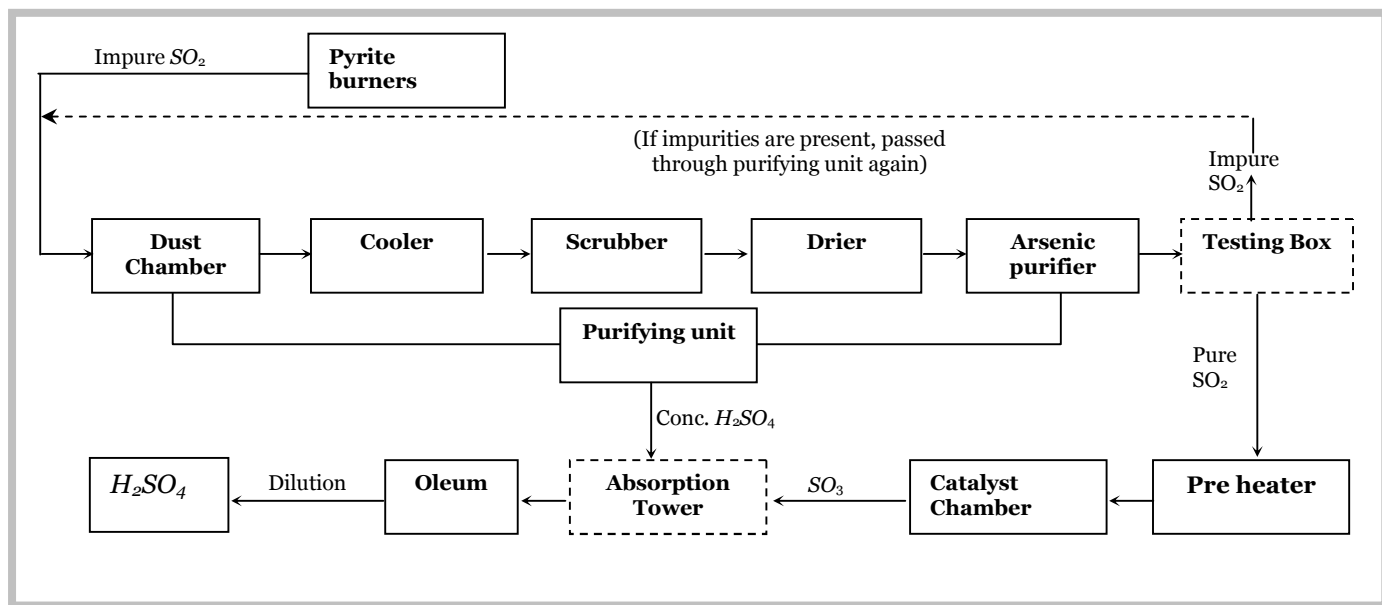 Impure SO₂
Pyrite
burners
(If impurities are present, passed
through purifying unit again)
Impure
SO₂
Dust
Chamber
Cooler
Scrubber
Drier
Arsenic
purifier
Testing Box
Purifying unit
Pure
SO₂
Conc. H₂SO₄
H₂SO₄
Dilution
Oleum
Absorption
Tower
SO₃
Catalyst
Chamber
Pre heater